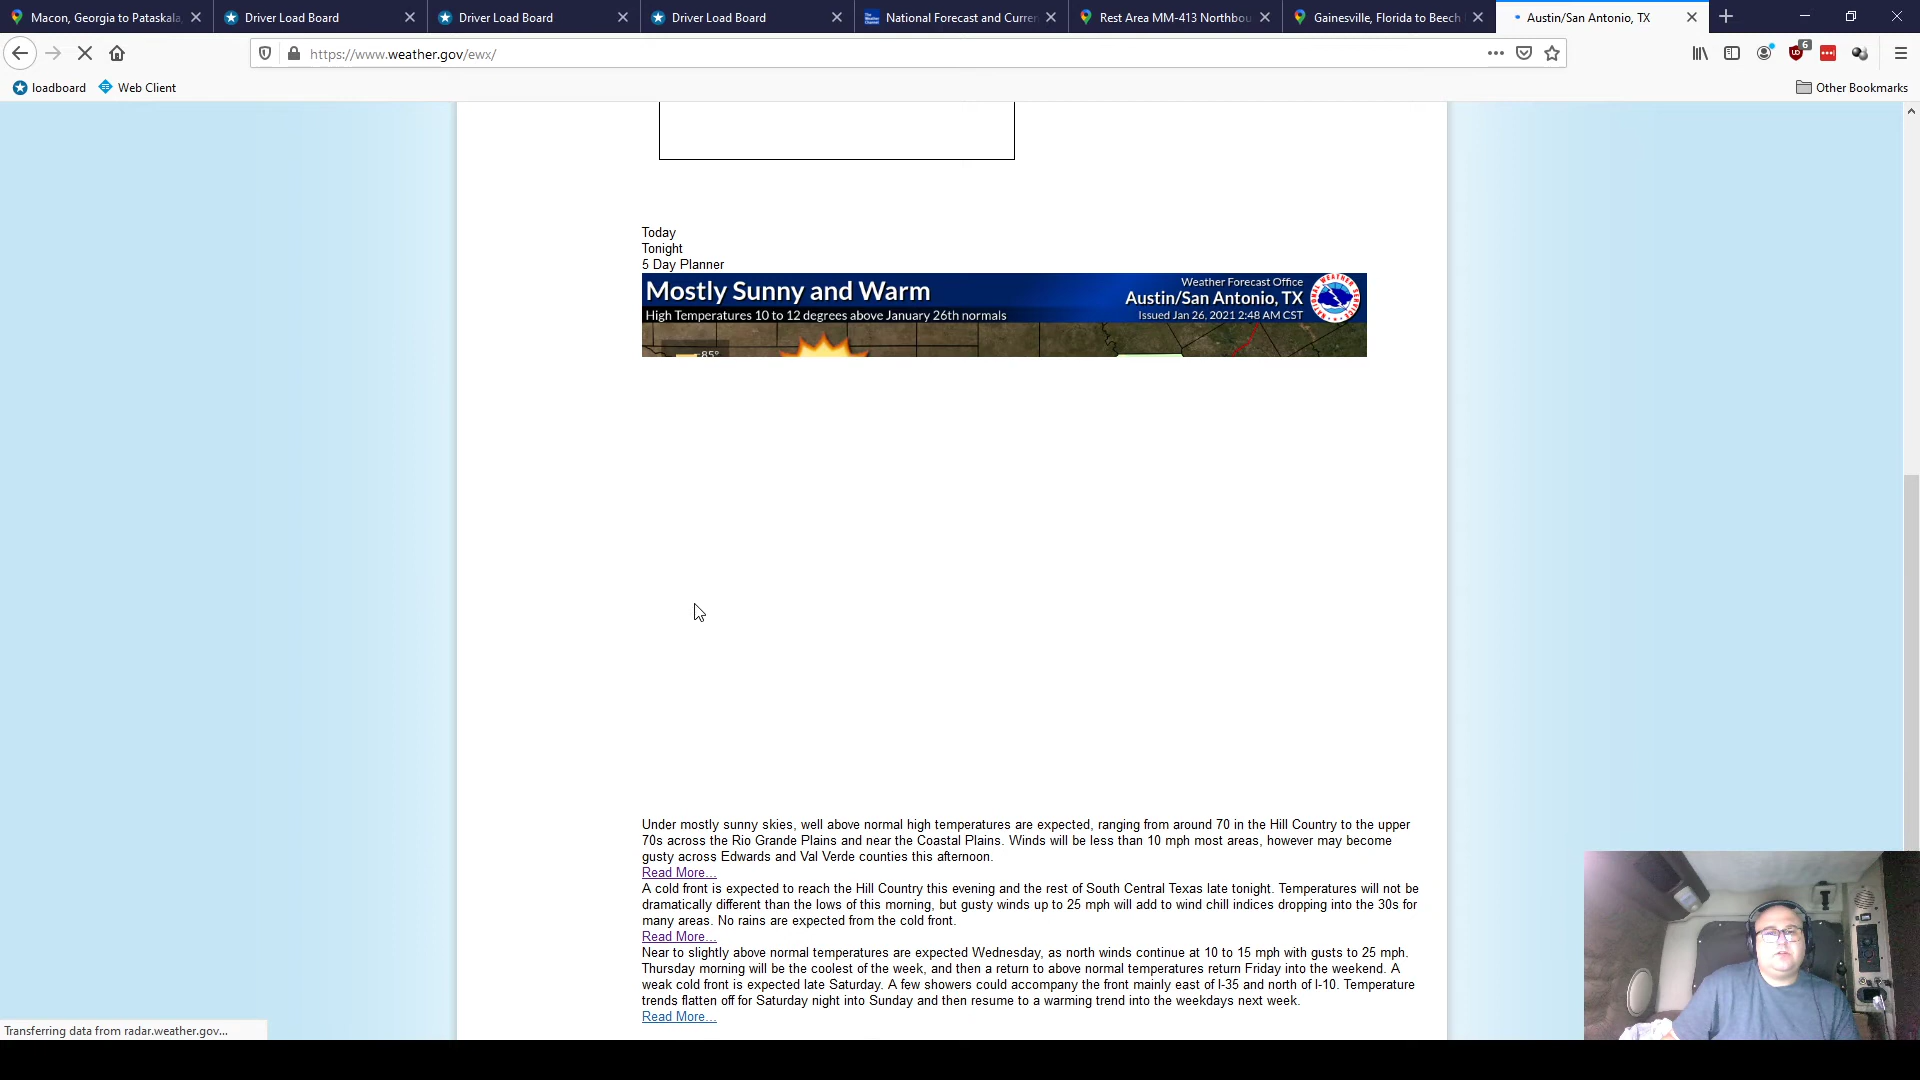 Macon, Georgia to Pataskala,
Driver Load Board
Driver Load Board
Driver Load Board
National Forecast and Curren
Rest Area MM-413 Northbou
Gainesville, Florida to Beech
Austin/San Antonio, TX
https://www.weather.gov/ewx/
6
loadboard
Web Client
Other Bookmarks
Today
Tonight
5 Day Planner
Mostly Sunny and Warm
High Temperatures 10 to 12 degrees above January 26th normals
Weather Forecast Office
Austin/San Antonio, TX
Issued Jan 26, 2021 2:48 AM CST
85°
Under mostly sunny skies, well above normal high temperatures are expected, ranging from around 70 in the Hill Country to the upper
70s across the Rio Grande Plains and near the Coastal Plains. Winds will be less than 10 mph most areas, however may become
gusty across Edwards and Val Verde counties this afternoon.
Read More...
A cold front is expected to reach the Hill Country this evening and the rest of South Central Texas late tonight. Temperatures will not be
dramatically different than the lows of this morning, but gusty winds up to 25 mph will add to wind chill indices dropping into the 30s for
many areas. No rains are expected from the cold front.
Read More...
Near to slightly above normal temperatures are expected Wednesday, as north winds continue at 10 to 15 mph with gusts to 25 mph.
Thursday morning will be the coolest of the week, and then a return to above normal temperatures return Friday into the weekend. A
weak cold front is expected late Saturday. A few showers could accompany the front mainly east of I-35 and north of I-10. Temperature
trends flatten off for Saturday night into Sunday and then resume to a warming trend into the weekdays next week.
Read More...
Transferring data from radar.weather.gov...